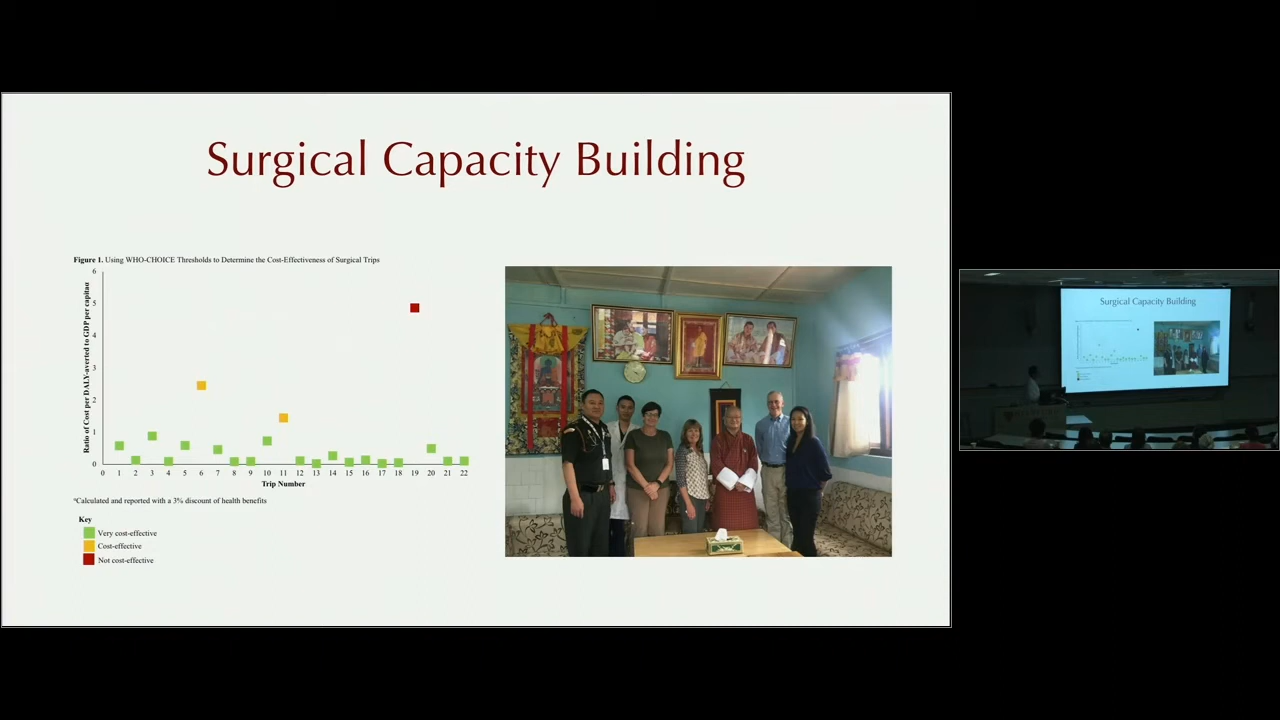 Surgical Capacity Building
Figure 1. Using WHO-CHOICE Thresholds to Determine the Cost-Effectiveness of Surgical Trips
Ratio of Cost per DALY-averted to GDP per capitaᵃ
6
5
4
3
2
1
0
0 1 2 3 4 5 6 7 8 9 10 11 12 13 14 15 16 17 18 19 20 21 22
Trip Number
ᵃCalculated and reported with a 3% discount of health benefits
Key
Very cost-effective
Cost-effective
Not cost-effective
Surgical Capacity Building